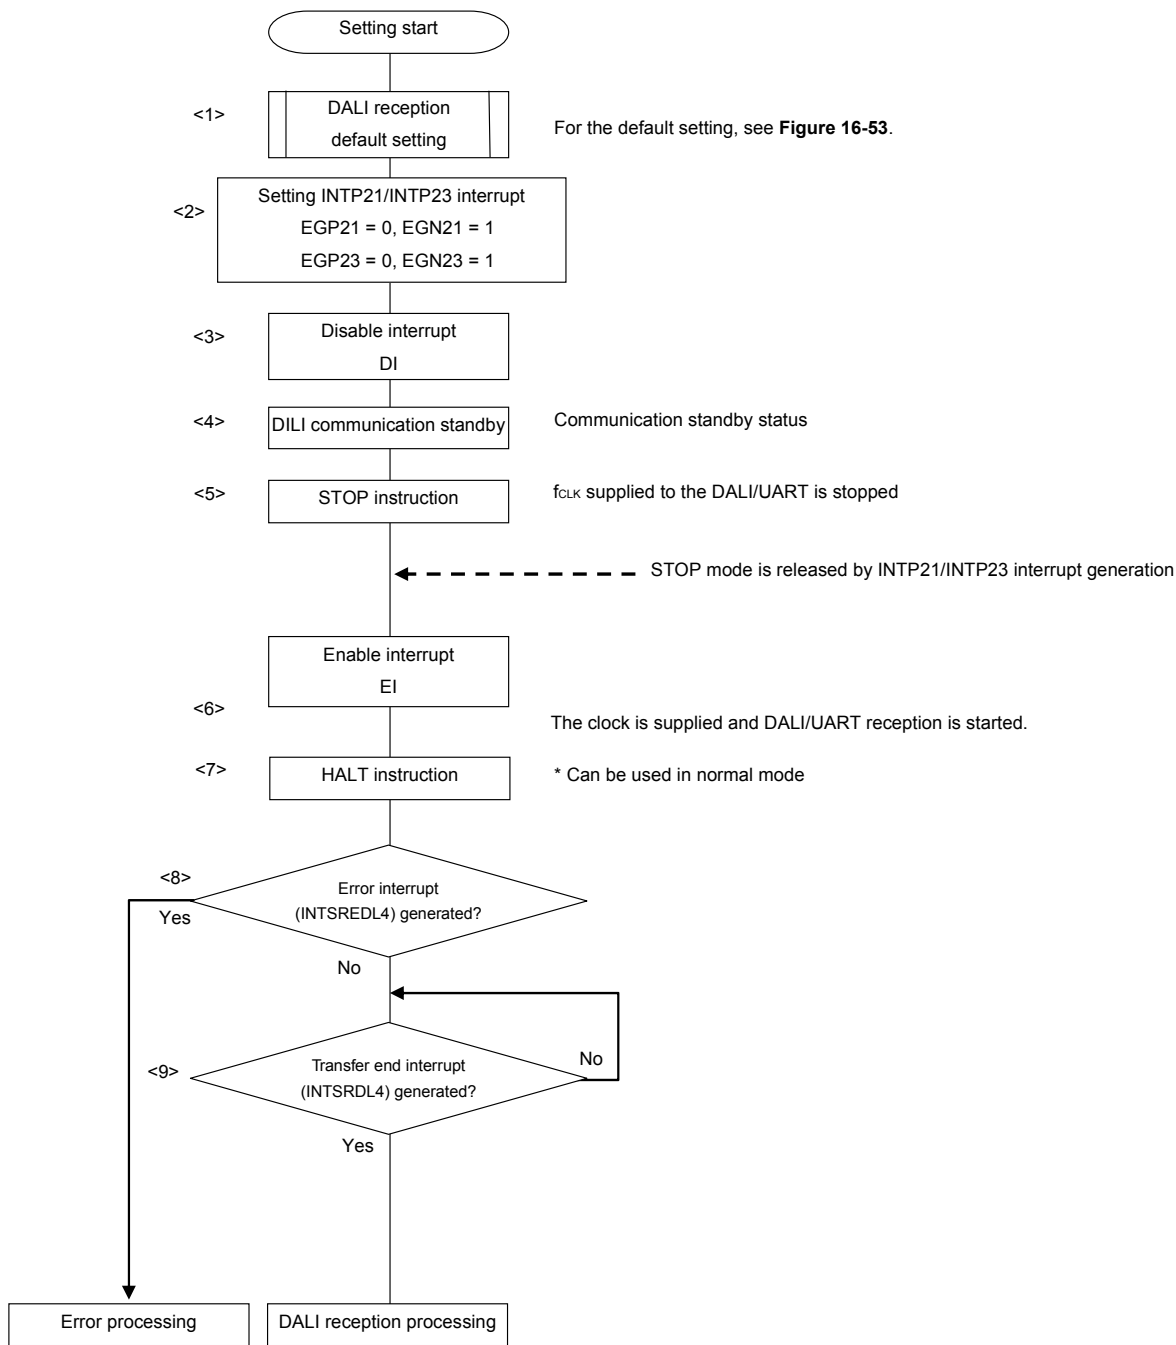 Setting start
<1>
DALI reception
default setting
For the default setting, see Figure 16-53.
<2>
Setting INTP21/INTP23 interrupt
EGP21 = 0, EGN21 = 1
EGP23 = 0, EGN23 = 1
<3>
Disable interrupt
DI
<4>
DILI communication standby
Communication standby status
<5>
STOP instruction
fCLK supplied to the DALI/UART is stopped
STOP mode is released by INTP21/INTP23 interrupt generation
Enable interrupt
EI
<6>
The clock is supplied and DALI/UART reception is started.
<7>
HALT instruction
* Can be used in normal mode
<8>
Error interrupt
(INTSREDL4) generated?
Yes
No
<9>
Transfer end interrupt
(INTSRDL4) generated?
No
Yes
Error processing
DALI reception processing